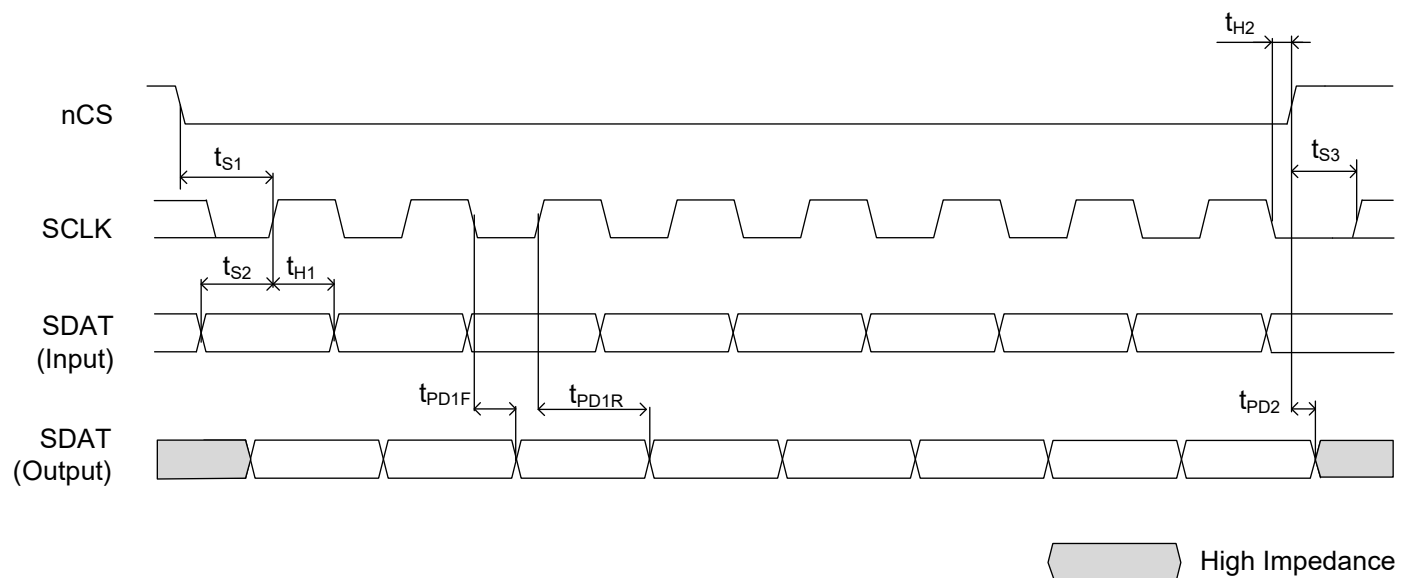 tH2
nCS
tS1
tS3
SCLK
tS2
tH1
SDAT
(Input)
tPD1F
tPD1R
tPD2
SDAT
(Output)
High Impedance